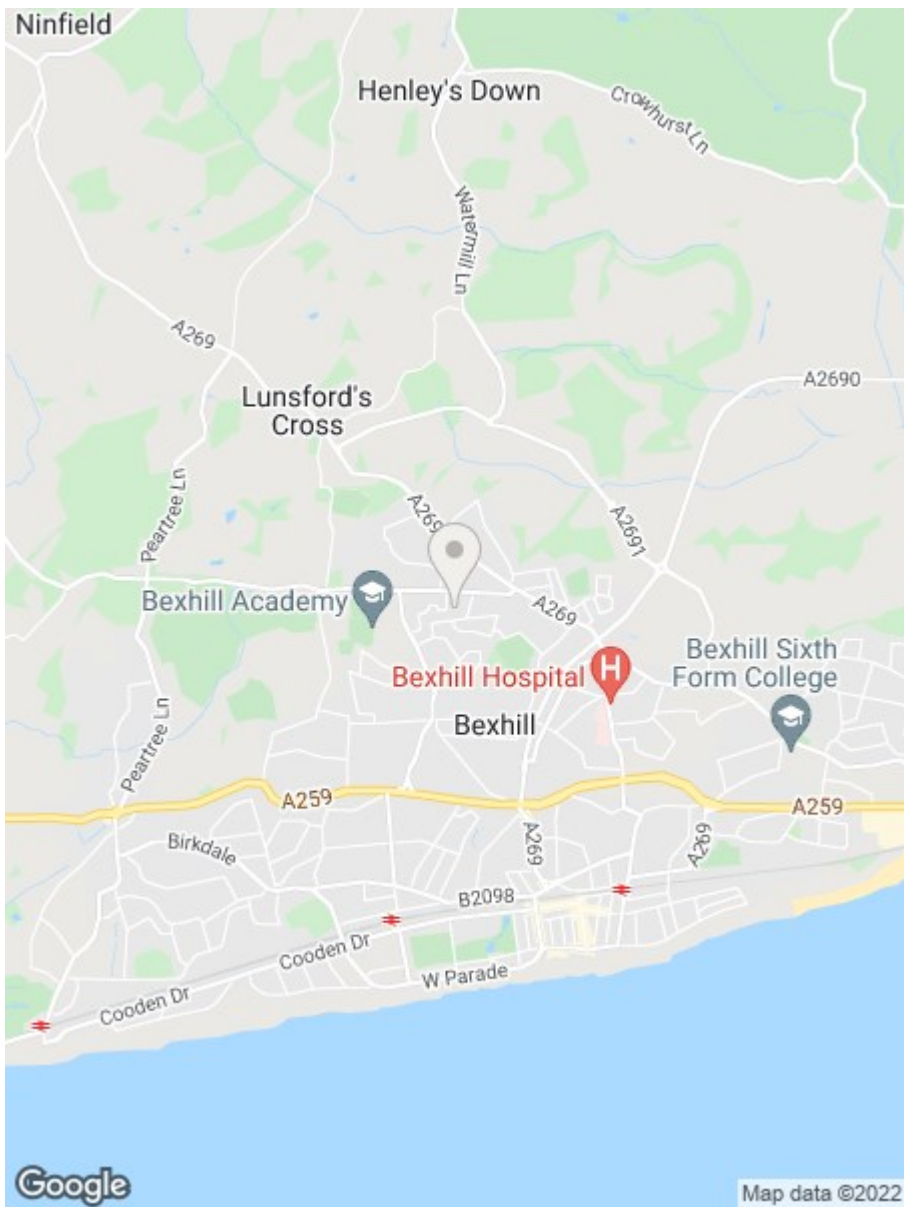 Ninfield
Henley's Down
Crowhurst Ln
Watermill Ln
A269
A2690
Lunsford's
Cross
Peartree Ln
A269
A2691
Bexhill Academy
A269
Bexhill Hospital
H
Bexhill Sixth
Form College
Peartree Ln
Bexhill
A259
A259
Birkdale
A269
A269
B2098
Cooden Dr
W Parade
Cooden Dr
Google
Map data ©2022